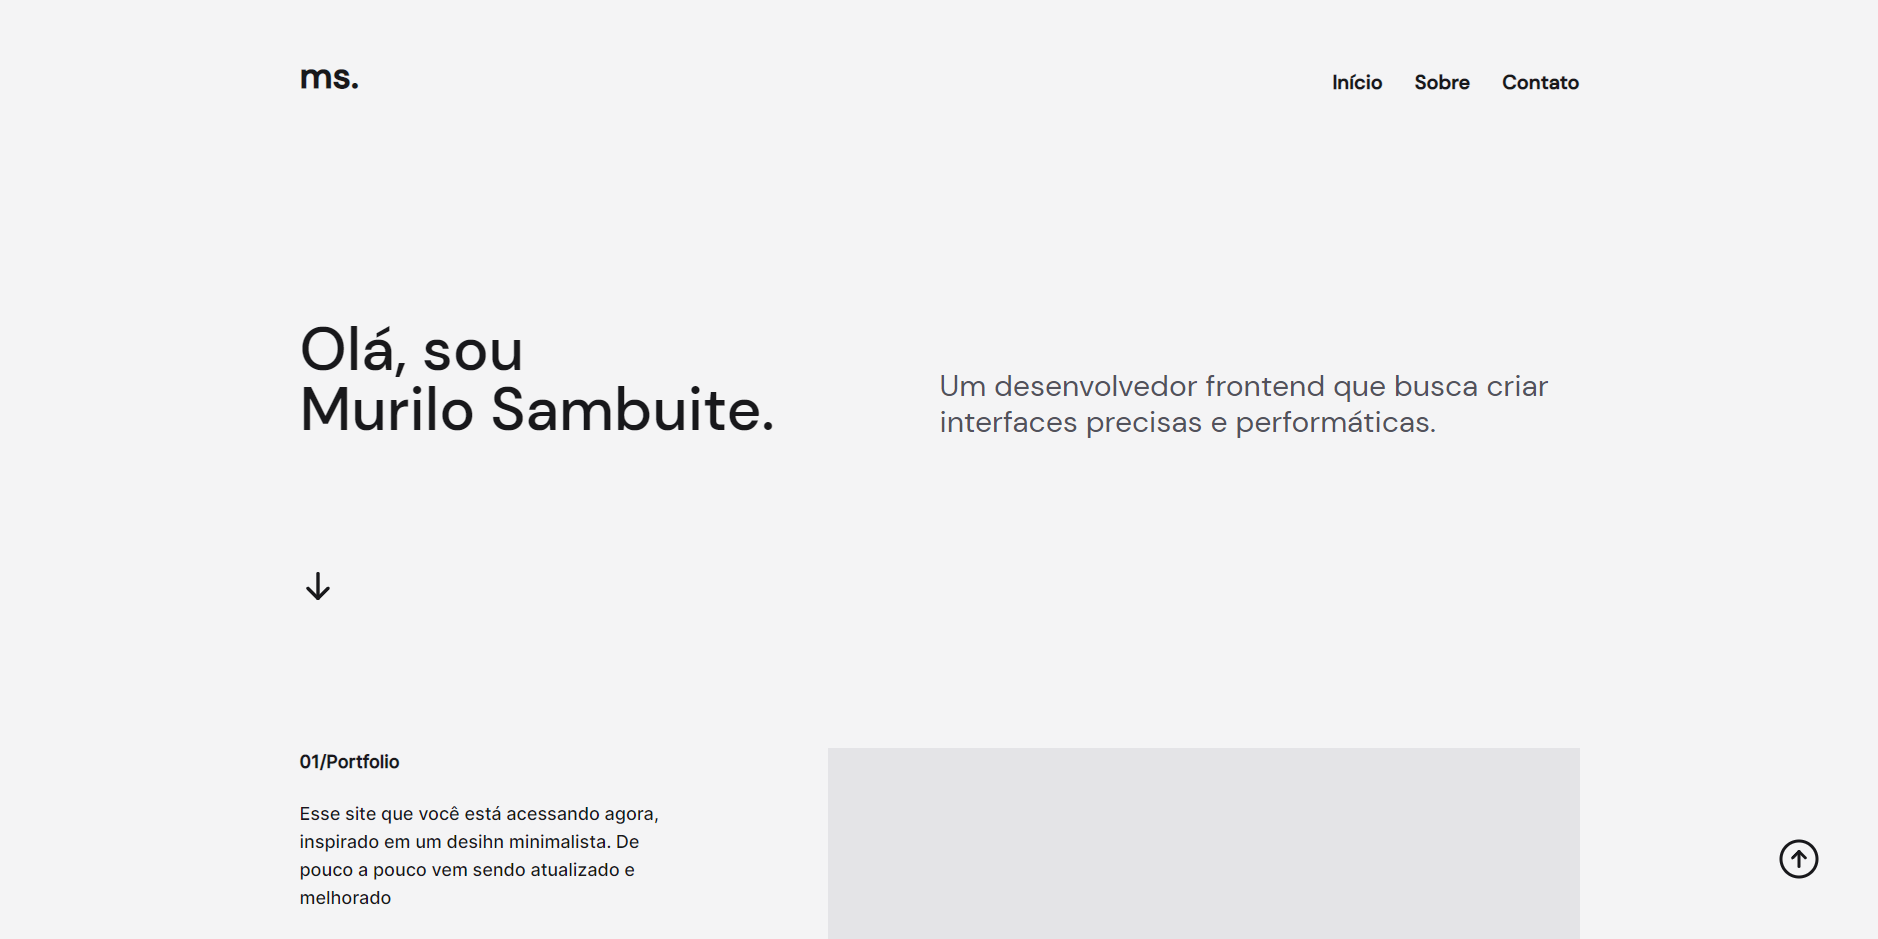 ms.
Início Sobre Contato
Olá, sou
Murilo Sambuite.
Um desenvolvedor frontend que busca criar
interfaces precisas e performáticas.
01/Portfolio
Esse site que você está acessando agora,
inspirado em um desihn minimalista. De
pouco a pouco vem sendo atualizado e
melhorado